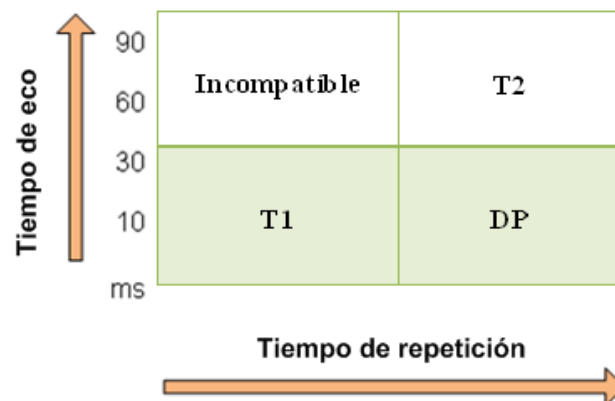 Tiempo de eco
90
60
30
10
ms
Incompatible
T2
T1
DP
Tiempo de repetición